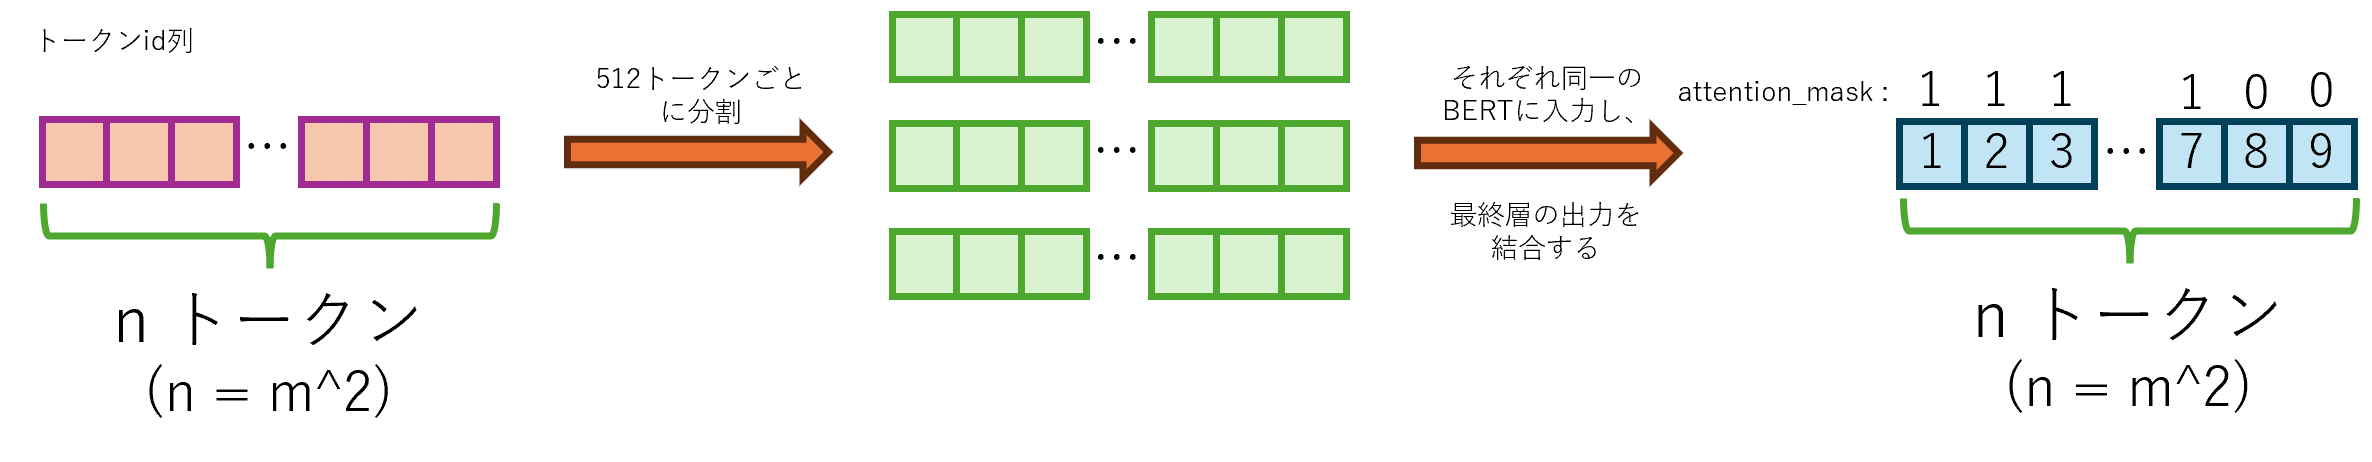 トークンid列
n トークン
(n = m^2)
512トークンごと
に分割
…
…
…
…
それぞれ同一の
BERTに入力し、
最終層の出力を
結合する
attention_mask : 1 1 1 1 0 0
1 2 3 … 7 8 9
n トークン
(n = m^2)